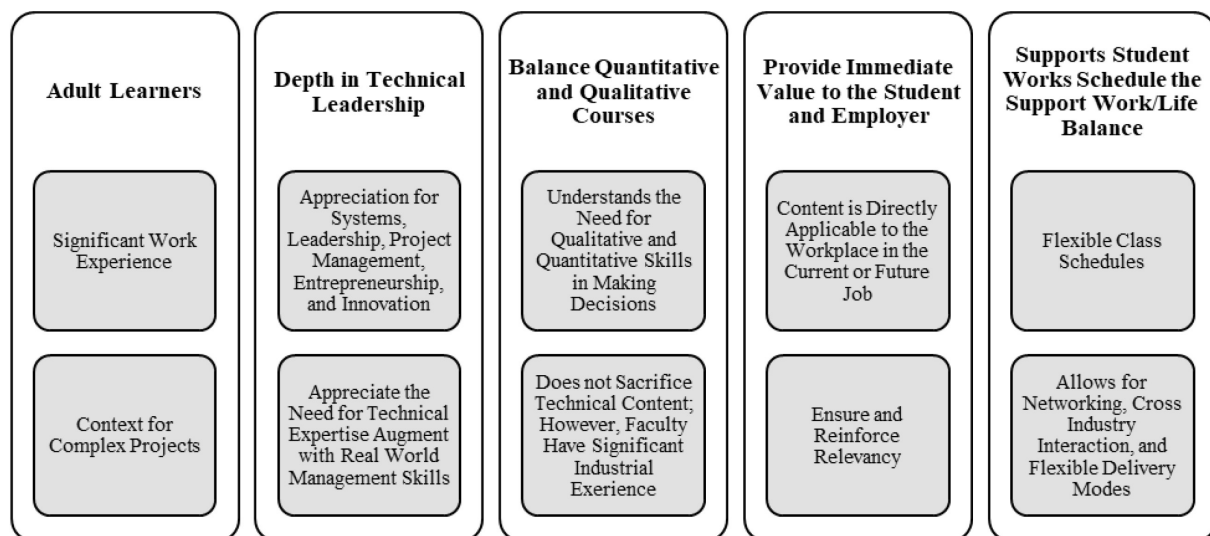 Adult Learners
Significant Work
Experience
Context for
Complex Projects
Depth in Technical
Leadership
Appreciation for
Systems,
Leadership, Project
Management,
Entrepreneurship,
and Innovation
Appreciate the
Need for Technical
Expertise Augment
with Real World
Management Skills
Balance Quantitative
and Qualitative
Courses
Understands the
Need for
Qualitative and
Quantitative Skills
in Making
Decisions
Does not Sacrifice
Technical Content;
However, Faculty
Have Significant
Industrial
Exerience
Provide Immediate
Value to the Student
and Employer
Content is Directly
Applicable to the
Workplace in the
Current or Future
Job
Ensure and
Reinforce
Relevancy
Supports Student
Works Schedule the
Support Work/Life
Balance
Flexible Class
Schedules
Allows for
Networking, Cross
Industry
Interaction, and
Flexible Delivery
Modes